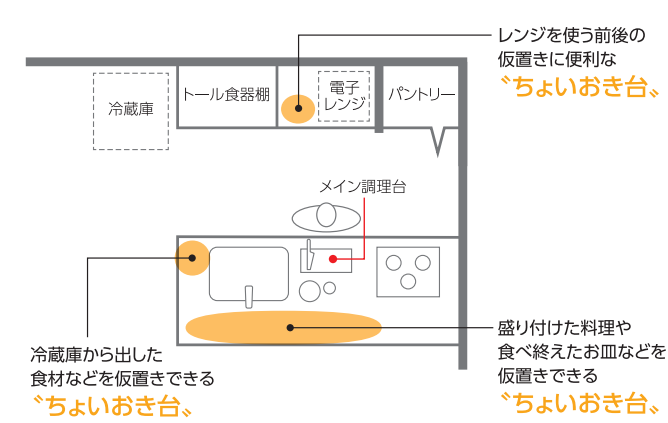 レンジを使う前後の
仮置きに便利な
〝ちょいおき台〟
冷蔵庫
トール食器棚
電子
レンジ
パントリー
メイン調理台
冷蔵庫から出した
食材などを仮置きできる
〝ちょいおき台〟
盛り付けた料理や
食べ終えたお皿などを
仮置きできる
〝ちょいおき台〟